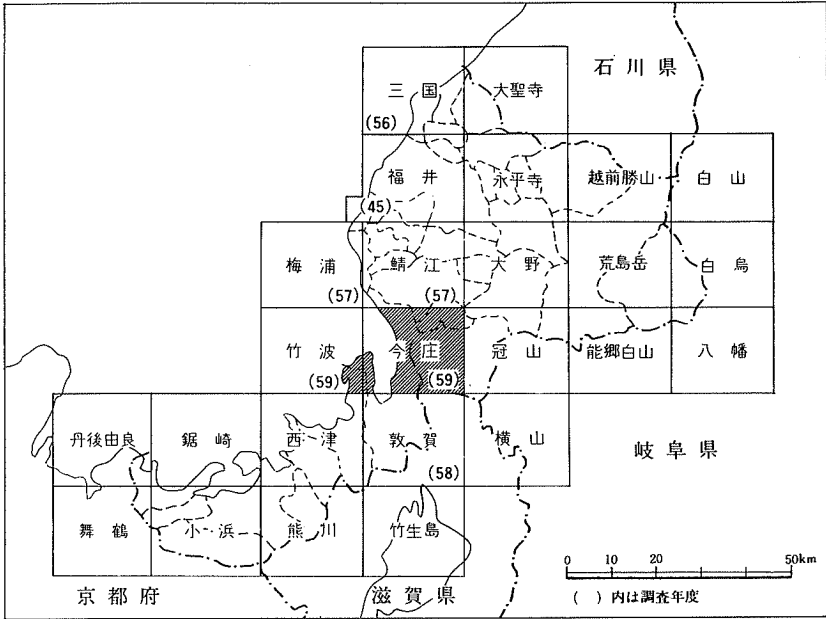 石川県
三国
大聖寺
(56)
福井
永平寺
越前勝山
白山
(45)
梅浦
鯖江
大野
荒島岳
白鳥
(57)
(57)
竹波
今庄
冠山
能郷白山
八幡
(59)
(59)
丹後由良
鋸崎
西津
敦賀
横山
岐阜県
(58)
舞鶴
小浜
熊川
竹生島
0 10 20 50km
京都府
滋賀県
( ) 内は調査年度